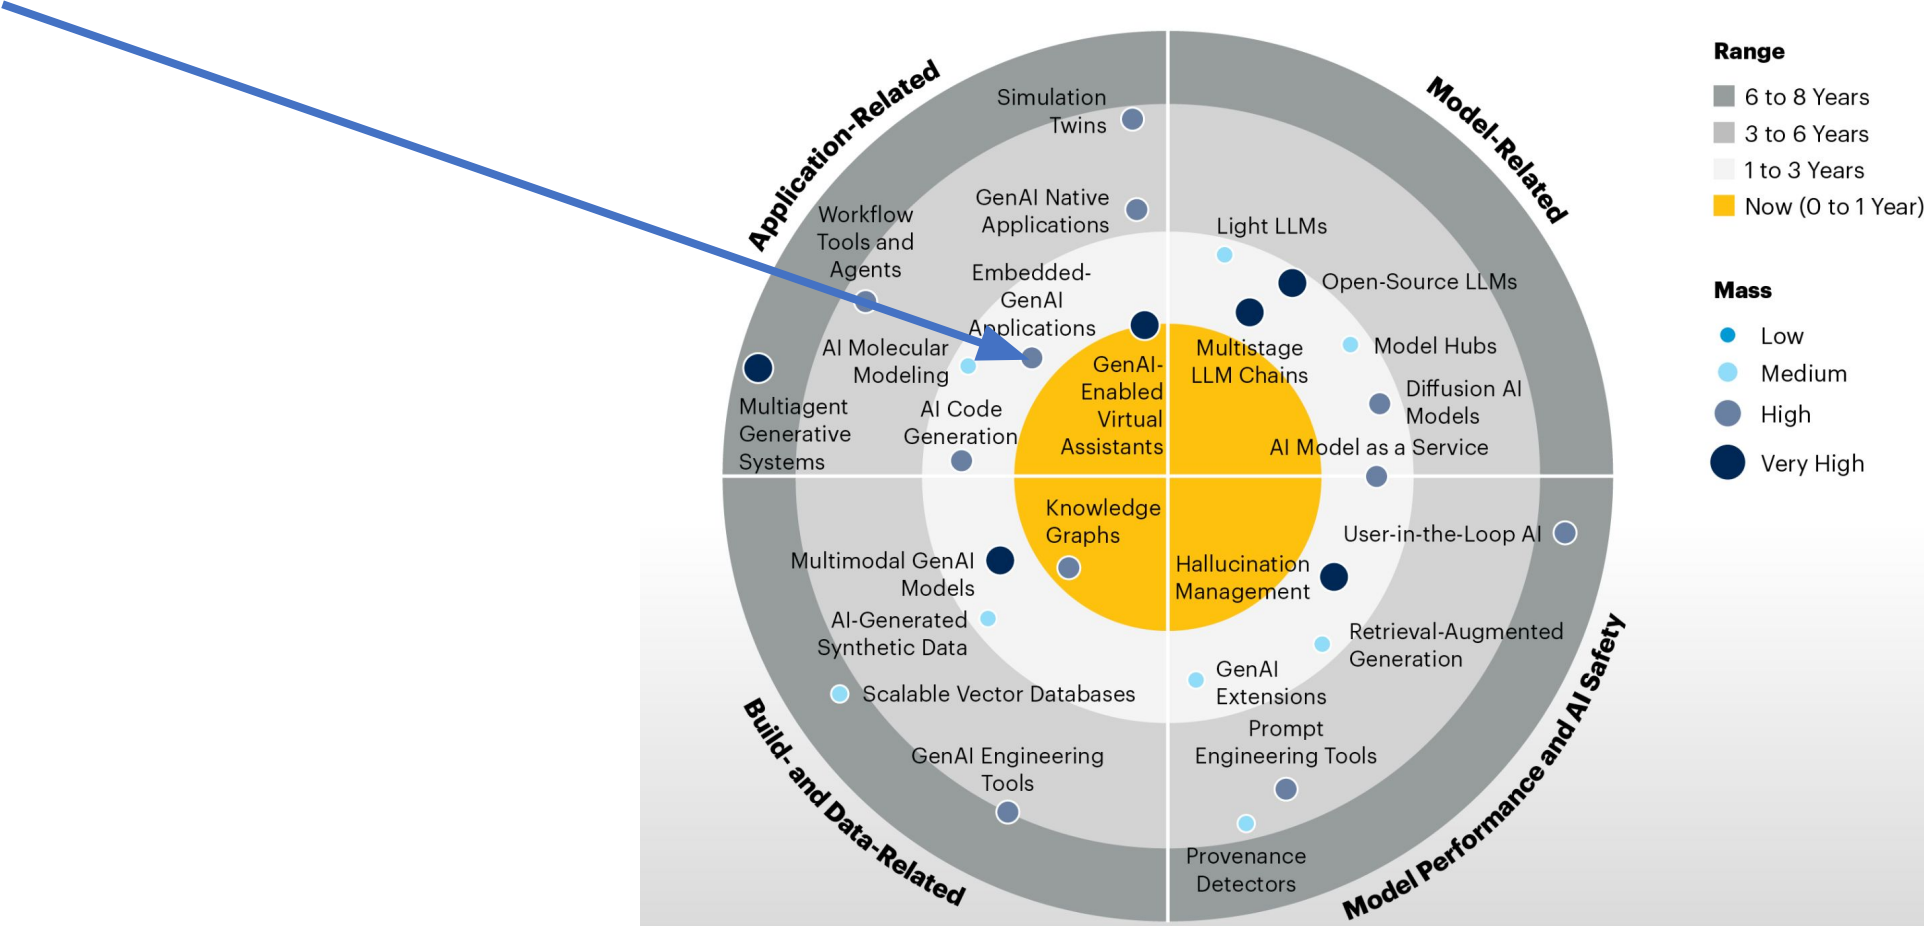 Application-Related
Simulation
Twins
GenAI Native
Applications
Workflow
Tools and
Agents
Embedded-
GenAI
Applications
AI Molecular
Modeling
Multiagent
Generative
Systems
AI Code
Generation
GenAI-
Enabled
Virtual
Assistants
Model-Related
Light LLMs
Open-Source LLMs
Multistage
LLM Chains
Model Hubs
Diffusion AI
Models
AI Model as a Service
Knowledge
Graphs
Multimodal GenAI
Models
AI-Generated
Synthetic Data
Scalable Vector Databases
GenAI Engineering
Tools
Build- and Data-Related
User-in-the-Loop AI
Hallucination
Management
Retrieval-Augmented
Generation
GenAI
Extensions
Prompt
Engineering Tools
Provenance
Detectors
Model Performance and AI Safety
Range
6 to 8 Years
3 to 6 Years
1 to 3 Years
Now (0 to 1 Year)
Mass
Low
Medium
High
Very High